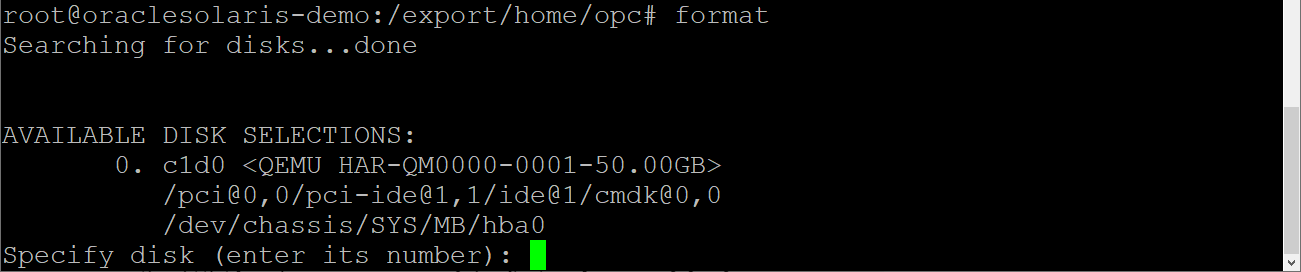 root@oraclesolaris-demo:/export/home/opc# format
Searching for disks...done
AVAILABLE DISK SELECTIONS:
0. c1d0 <QEMU HAR-QM0000-0001-50.00GB>
/pci@0,0/pci-ide@1,1/ide@1/cmdk@0,0
/dev/chassis/SYS/MB/hba0
Specify disk (enter its number):